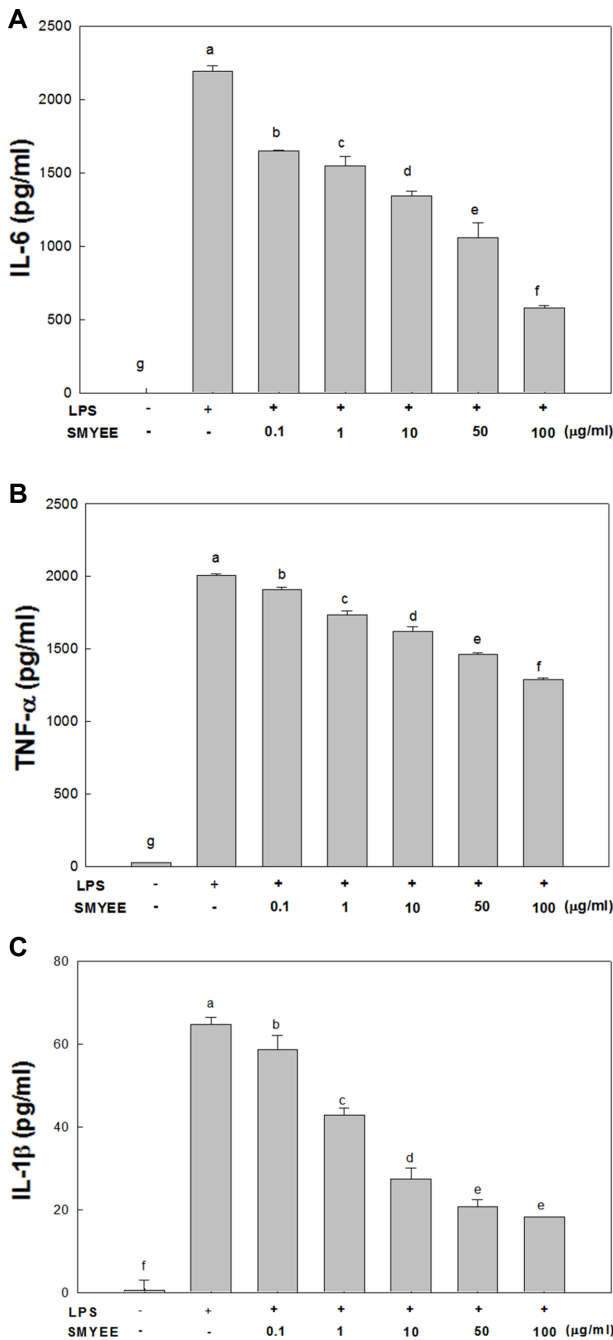 A
2500
a
2000
b
c
1500
d
e
1000
f
500
g
0
IL-6 (pg/ml)
LPS - + + + + + +
SMYEE - - 0.1 1 10 50 100 (μg/ml)
B
2500
a
2000
b
c
d
1500
e
f
1000
500
g
0
TNF-α (pg/ml)
LPS - + + + + + +
SMYEE - - 0.1 1 10 50 100 (μg/ml)
C
80
a
b
60
c
40
d
e e
20
f
0
IL-1β (pg/ml)
LPS - + + + + + +
SMYEE - - 0.1 1 10 50 100 (μg/ml)